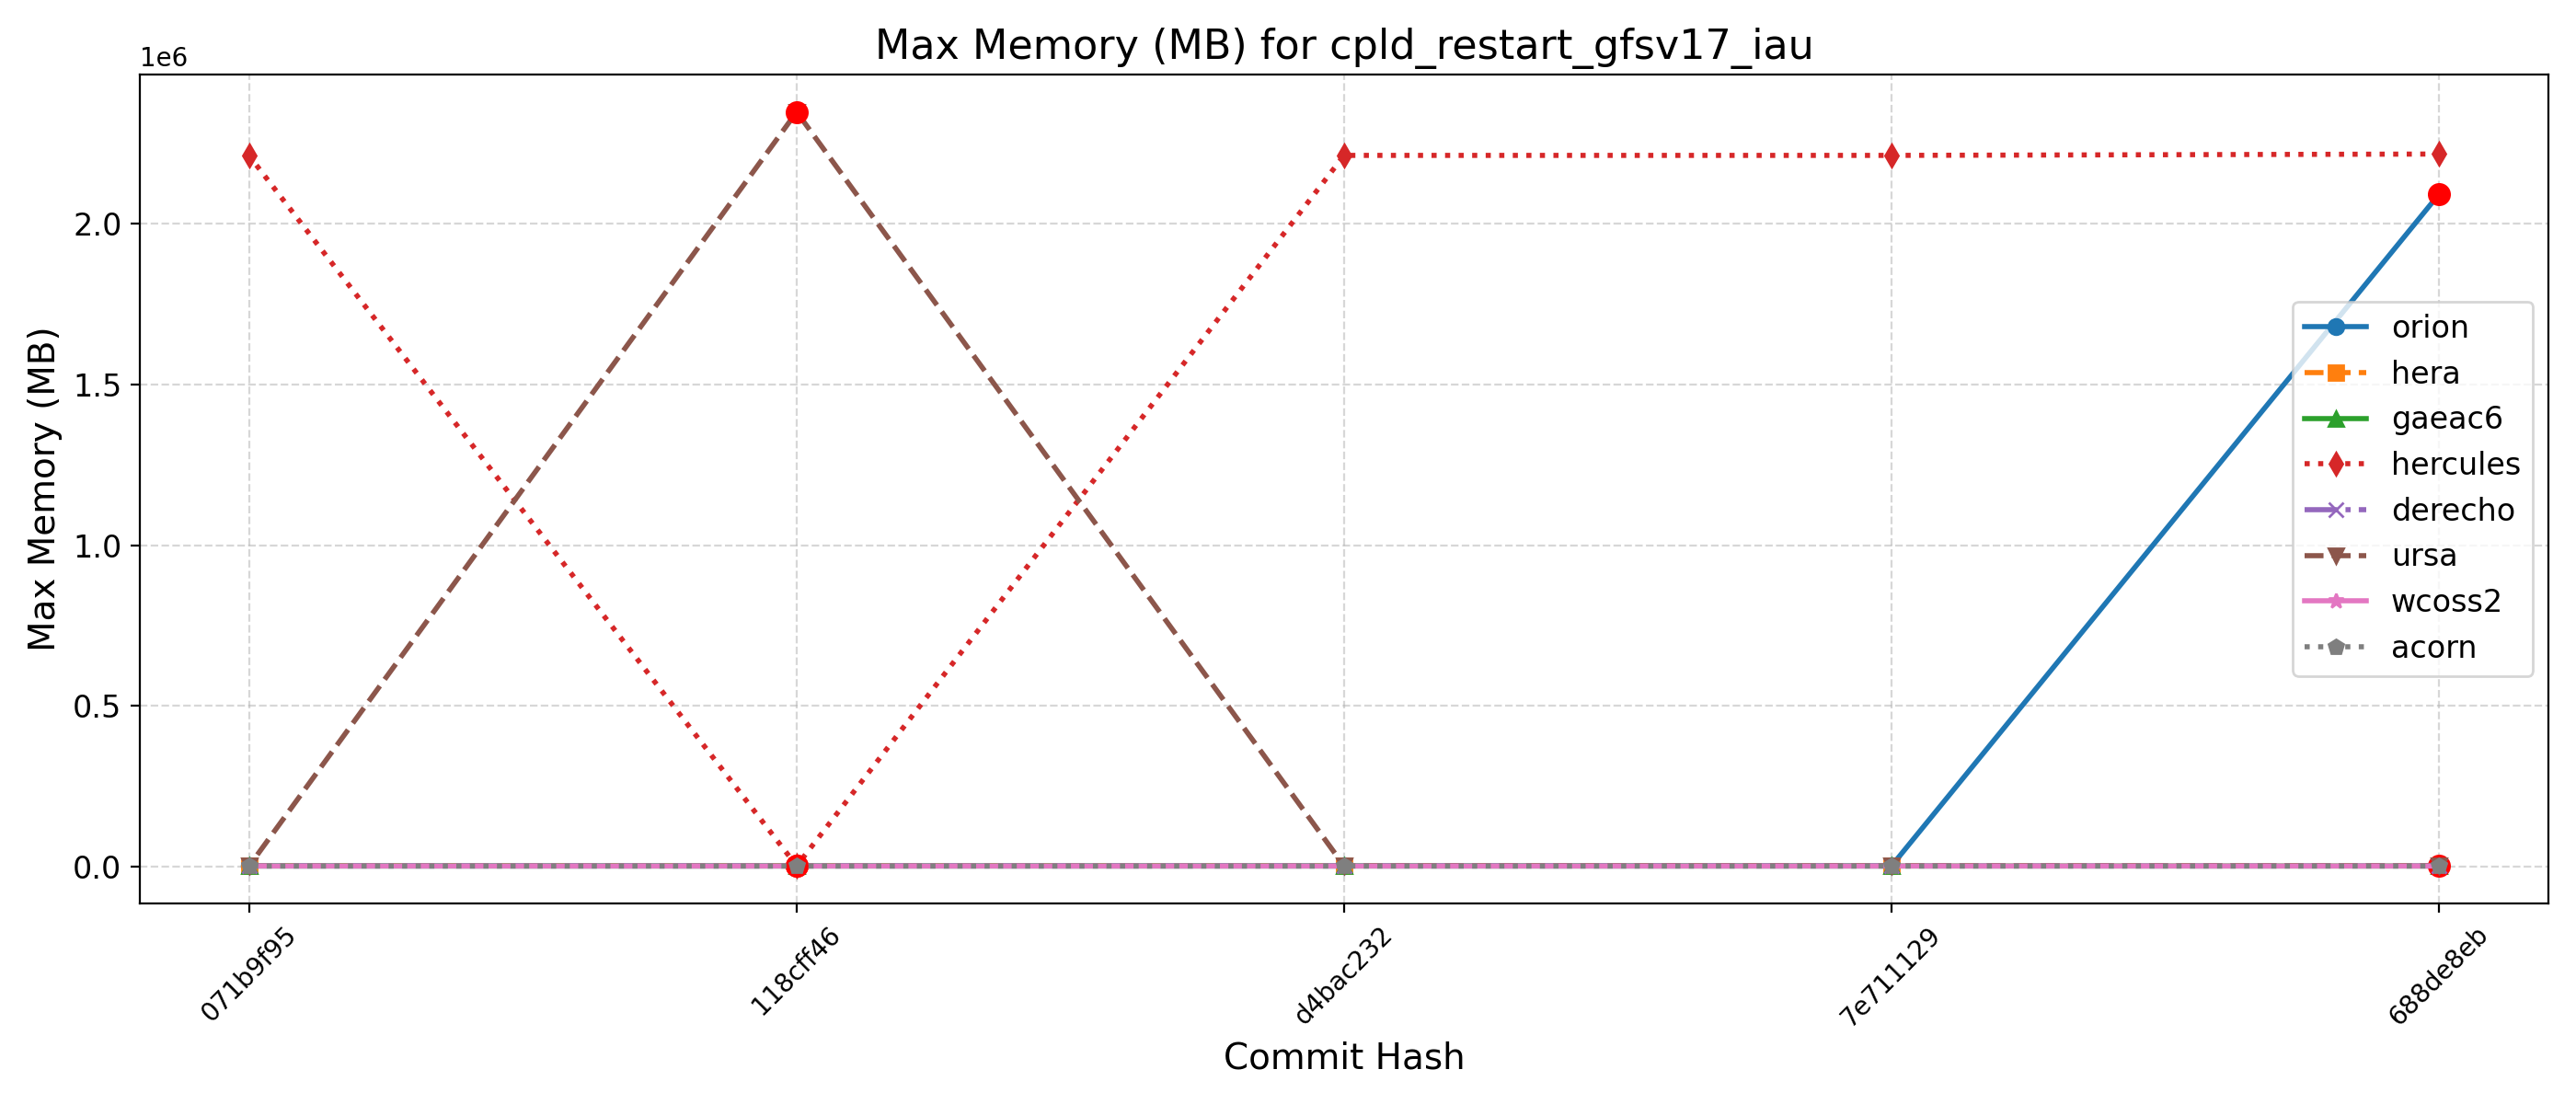 Max Memory (MB) for cpld_restart_gfsv17_iau
1e6
2.0
1.5
1.0
0.5
0.0
Max Memory (MB)
orion
hera
gaeac6
hercules
derecho
ursa
wcoss2
acorn
071b9f95
118cff46
d4bac232
7e711129
688de8eb
Commit Hash